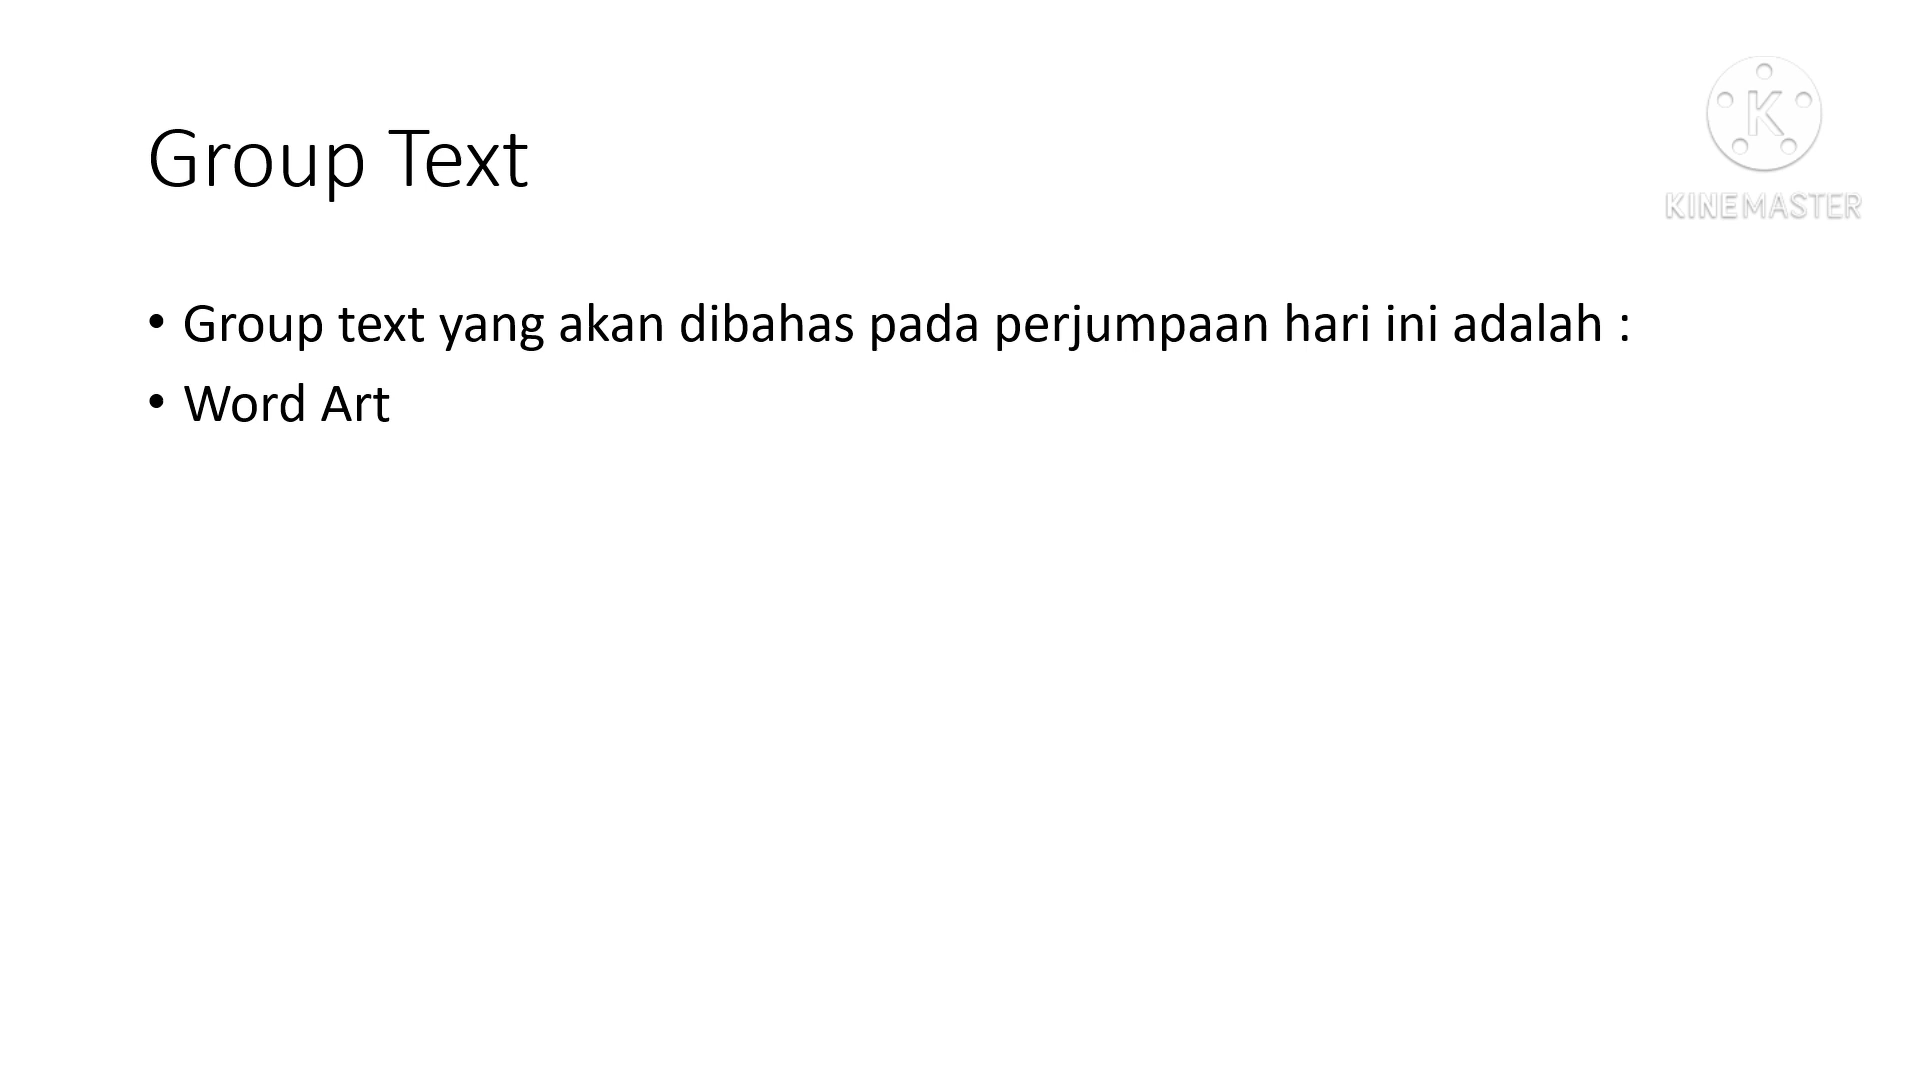 Group Text
K
KINEMASTER
• Group text yang akan dibahas pada perjumpaan hari ini adalah :
• Word Art